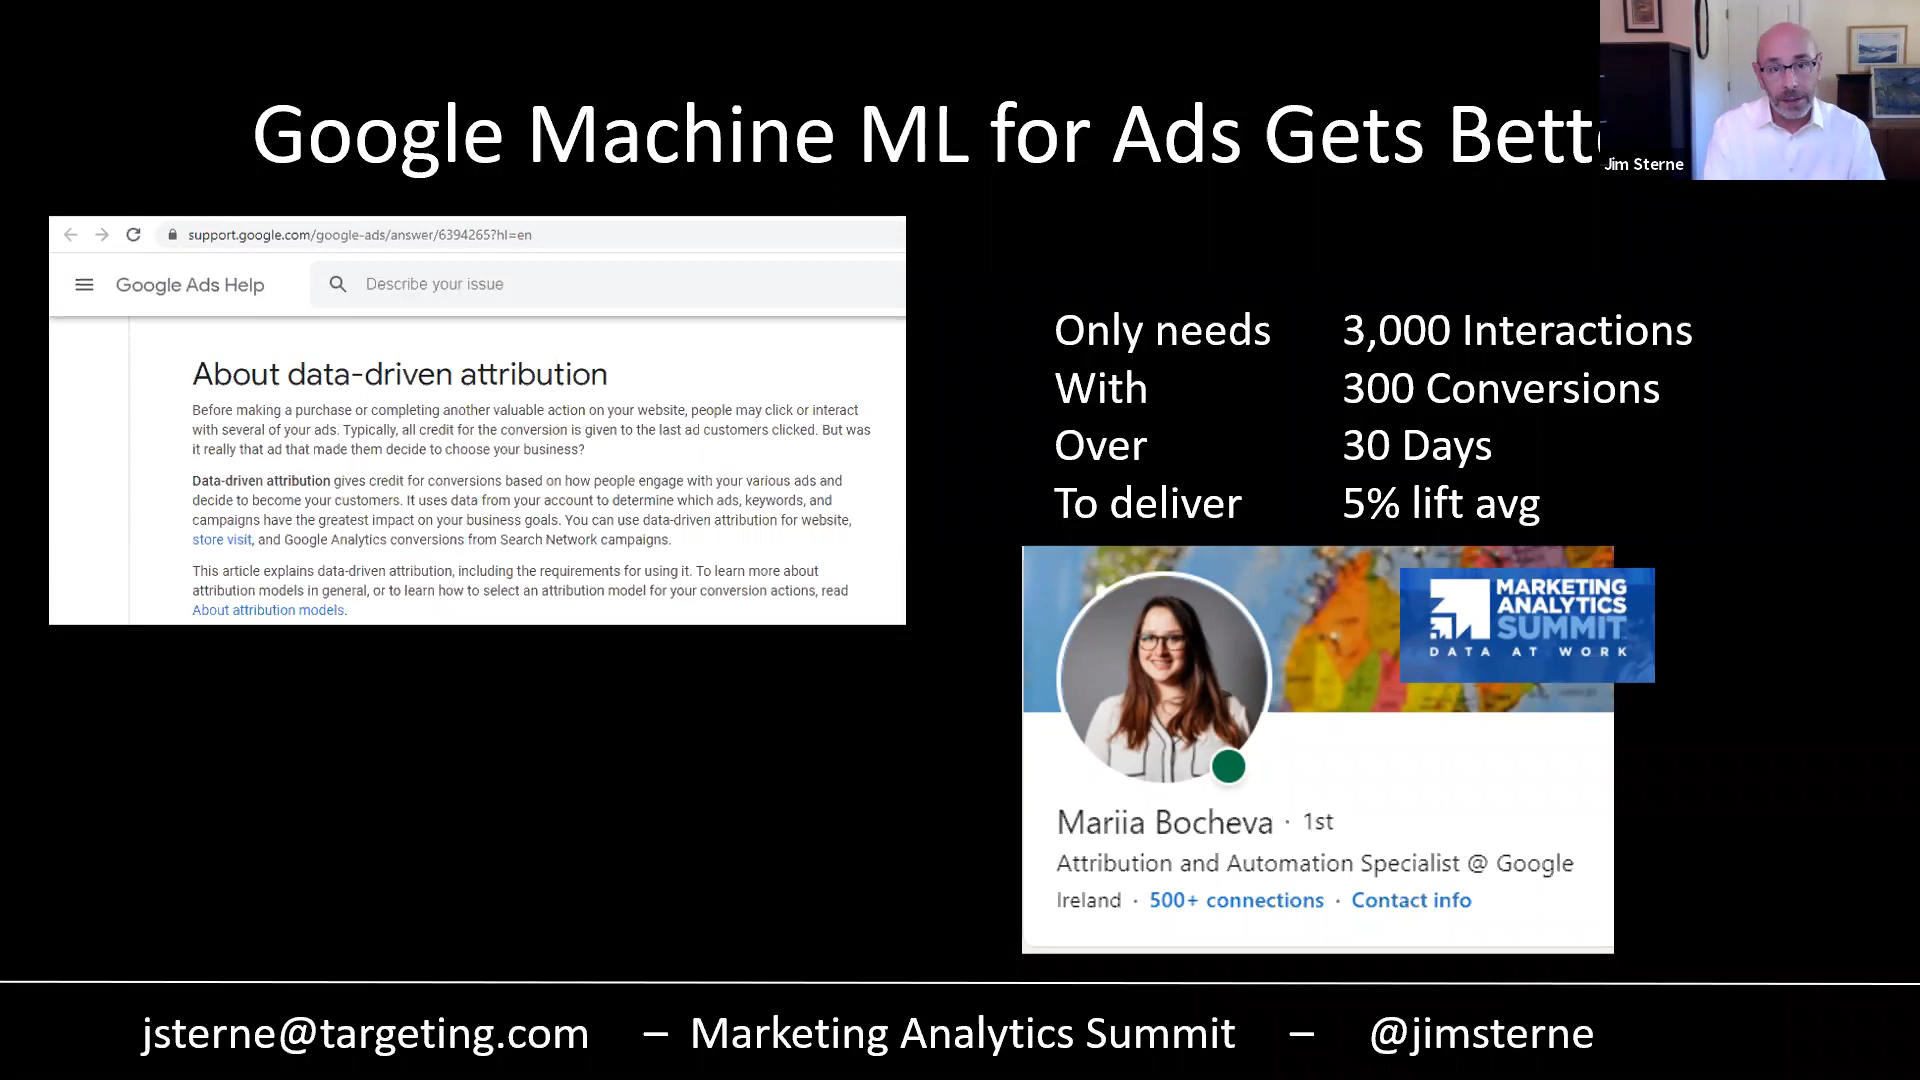 Google Machine ML for Ads Gets Bett
Jim Sterne
support.google.com/google-ads/answer/6394265?hl=en
Google Ads Help
Describe your issue
About data-driven attribution
Before making a purchase or completing another valuable action on your website, people may click or interact
with several of your ads. Typically, all credit for the conversion is given to the last ad customers clicked. But was
it really that ad that made them decide to choose your business?
Data-driven attribution gives credit for conversions based on how people engage with your various ads and
decide to become your customers. It uses data from your account to determine which ads, keywords, and
campaigns have the greatest impact on your business goals. You can use data-driven attribution for website,
store visit, and Google Analytics conversions from Search Network campaigns.
This article explains data-driven attribution, including the requirements for using it. To learn more about
attribution models in general, or to learn how to select an attribution model for your conversion actions, read
About attribution models.
Only needs 3,000 Interactions
With 300 Conversions
Over 30 Days
To deliver 5% lift avg
MARKETING
ANALYTICS
SUMMIT
DATA AT WORK
Mariia Bocheva · 1st
Attribution and Automation Specialist @ Google
Ireland · 500+ connections · Contact info
jsterne@targeting.com – Marketing Analytics Summit – @jimsterne